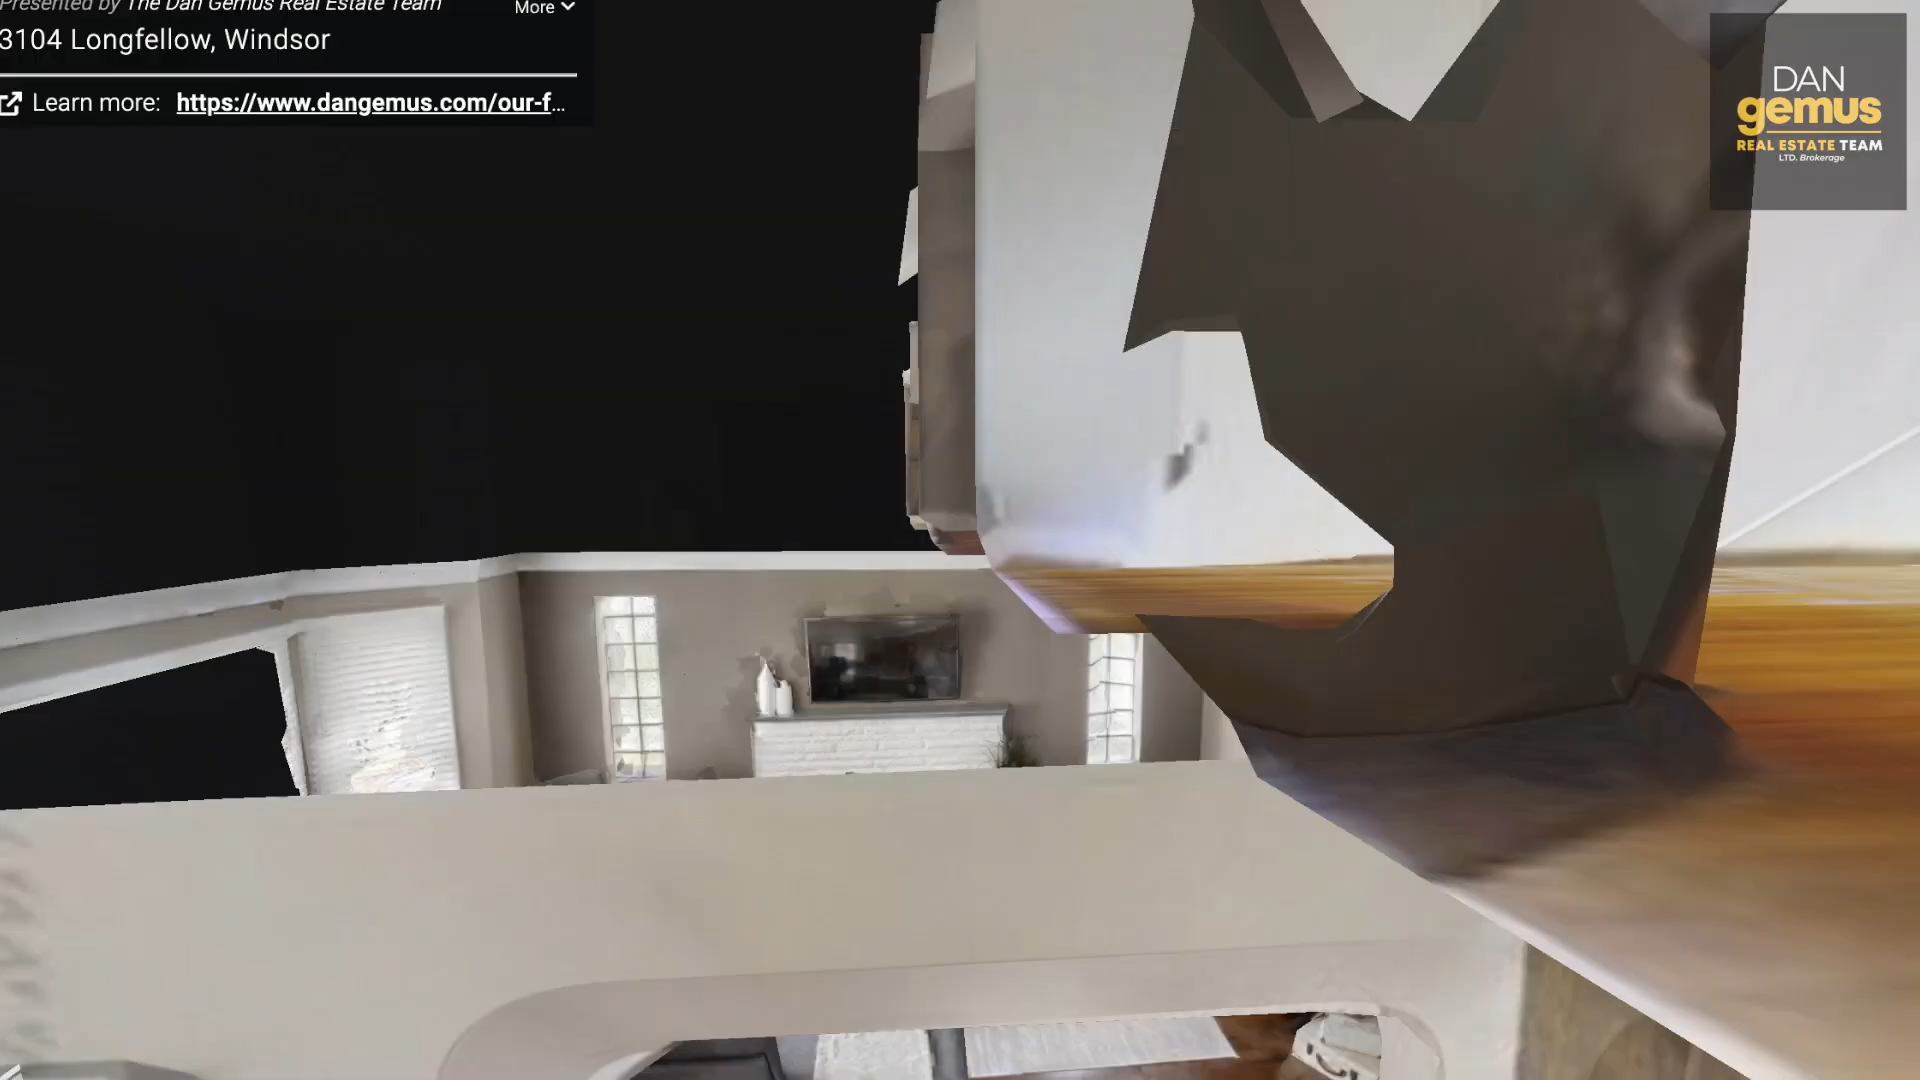 Presented by The Dan Gemus Real Estate Team
More
3104 Longfellow, Windsor
Learn more: https://www.dangemus.com/our-f...
DAN
gemus
REAL ESTATE TEAM
LTD. Brokerage